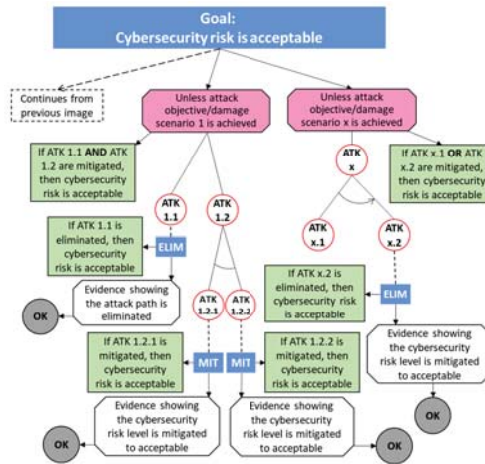 Goal:
Cybersecurity risk is acceptable
Continues from
previous image
Unless attack
objective/damage
scenario 1 is achieved
Unless attack
objective/damage
scenario x is achieved
If ATK 1.1 AND ATK
1.2 are mitigated,
then cybersecurity
risk is acceptable
ATK
x
If ATK x.1 OR ATK
x.2 are mitigated,
then cybersecurity
risk is acceptable
ATK
1.1
ATK
1.2
ATK
x.1
ATK
x.2
If ATK 1.1 is
eliminated, then
cybersecurity
risk is acceptable
ELIM
If ATK x.2 is
eliminated, then
cybersecurity risk
is acceptable
ELIM
Evidence showing
the attack path is
eliminated
OK
ATK
1.2.1
ATK
1.2.2
Evidence showing
the cybersecurity
risk level is mitigated
to acceptable
If ATK 1.2.1 is
mitigated, then
cybersecurity
risk is acceptable
MIT
MIT
If ATK 1.2.2 is
mitigated, then
cybersecurity
risk is acceptable
OK
Evidence showing
the cybersecurity
risk level is mitigated
to acceptable
Evidence showing
the cybersecurity
risk level is mitigated
to acceptable
OK
OK